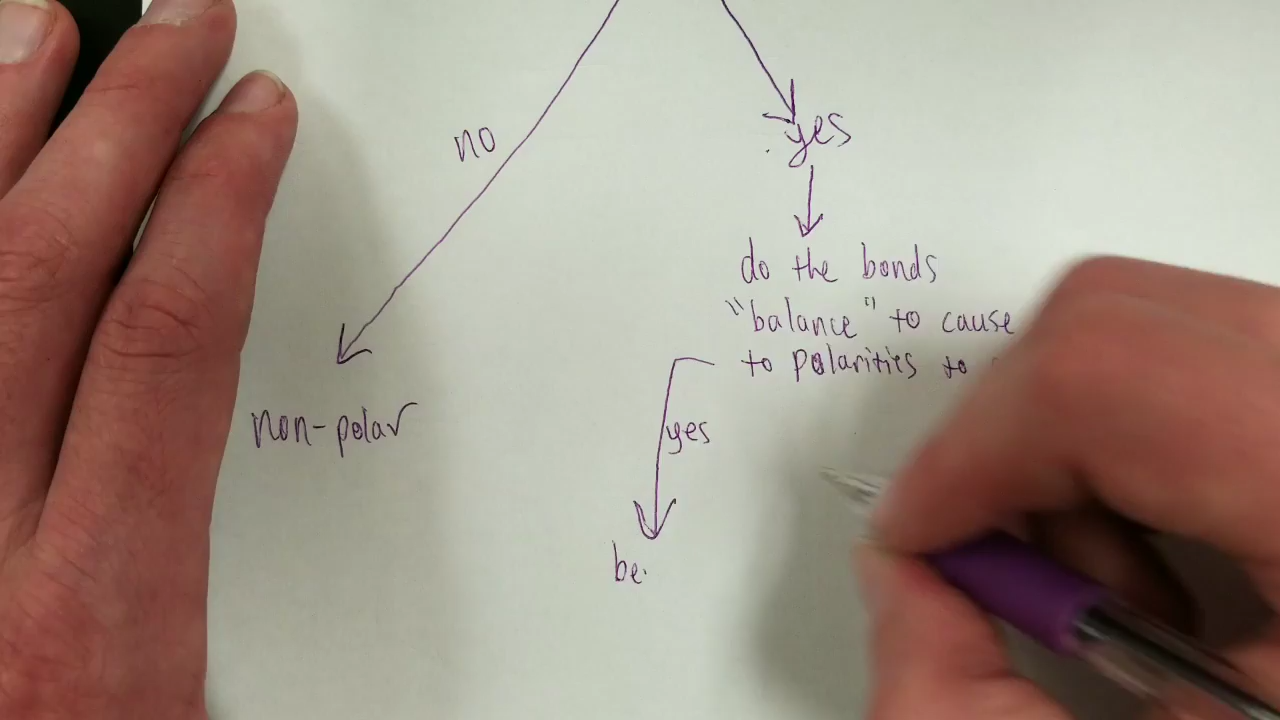 no
yes
do the bonds
"balance" to cause
to polarities to
yes
non-polar
be